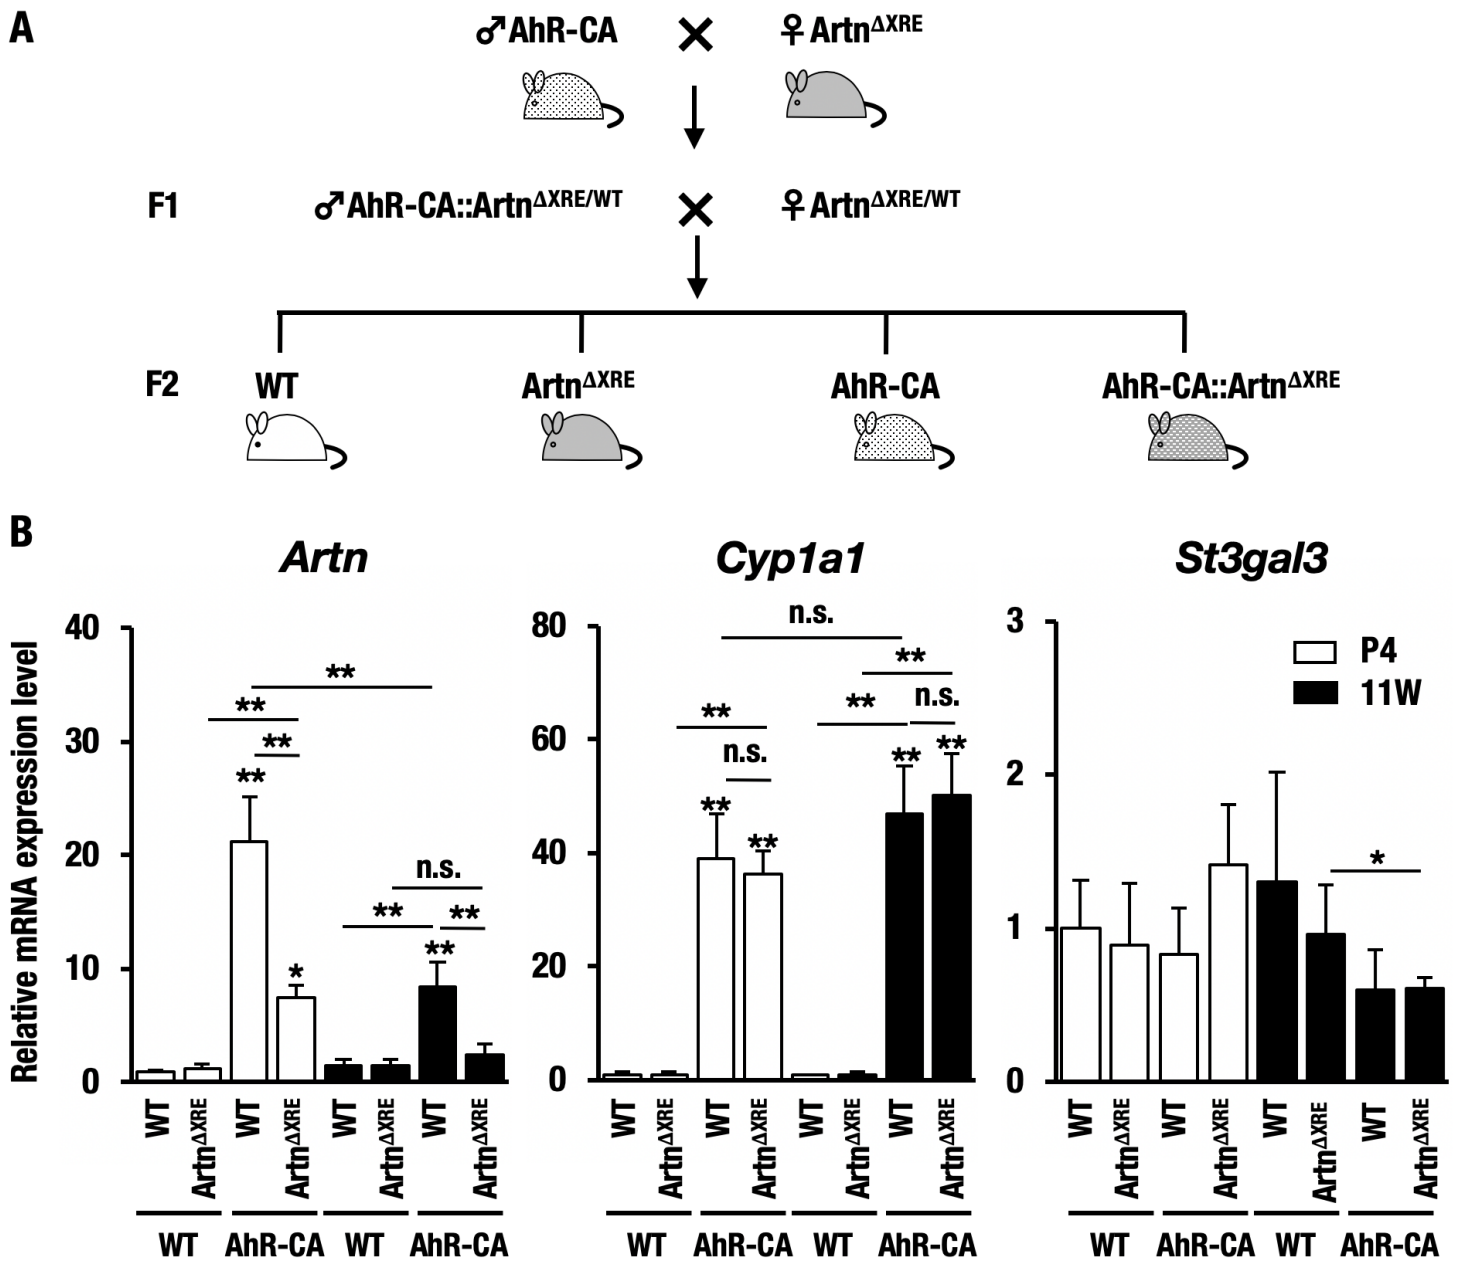 A
♂AhR-CA × ♀Artn^ΔXRE
F1 ♂AhR-CA::Artn^ΔXRE/WT × ♀Artn^ΔXRE/WT
F2 WT Artn^ΔXRE AhR-CA AhR-CA::Artn^ΔXRE
B
Artn
Relative mRNA expression level
40
30
20
10
0
**
**
**
**
*
n.s.
**
**
**
WT
Artn^ΔXRE
WT
Artn^ΔXRE
WT
Artn^ΔXRE
WT
Artn^ΔXRE
WT AhR-CA WT AhR-CA
Cyp1a1
80
60
40
20
0
n.s.
**
**
**
n.s.
n.s.
**
**
**
**
WT
Artn^ΔXRE
WT
Artn^ΔXRE
WT
Artn^ΔXRE
WT
Artn^ΔXRE
WT AhR-CA WT AhR-CA
St3gal3
3
2
1
0
P4
11W
*
WT
Artn^ΔXRE
WT
Artn^ΔXRE
WT
Artn^ΔXRE
WT
Artn^ΔXRE
WT AhR-CA WT AhR-CA